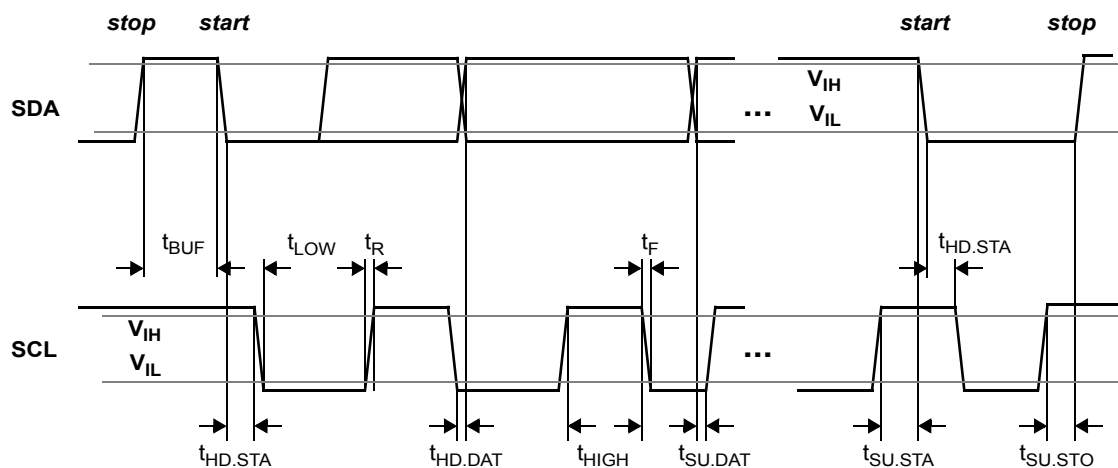 stop start start stop
SDA
V_IH
V_IL
...
t_BUF t_LOW t_R t_F t_HD.STA
SCL
V_IH
V_IL
...
t_HD.STA t_HD.DAT t_HIGH t_SU.DAT t_SU.STA t_SU.STO